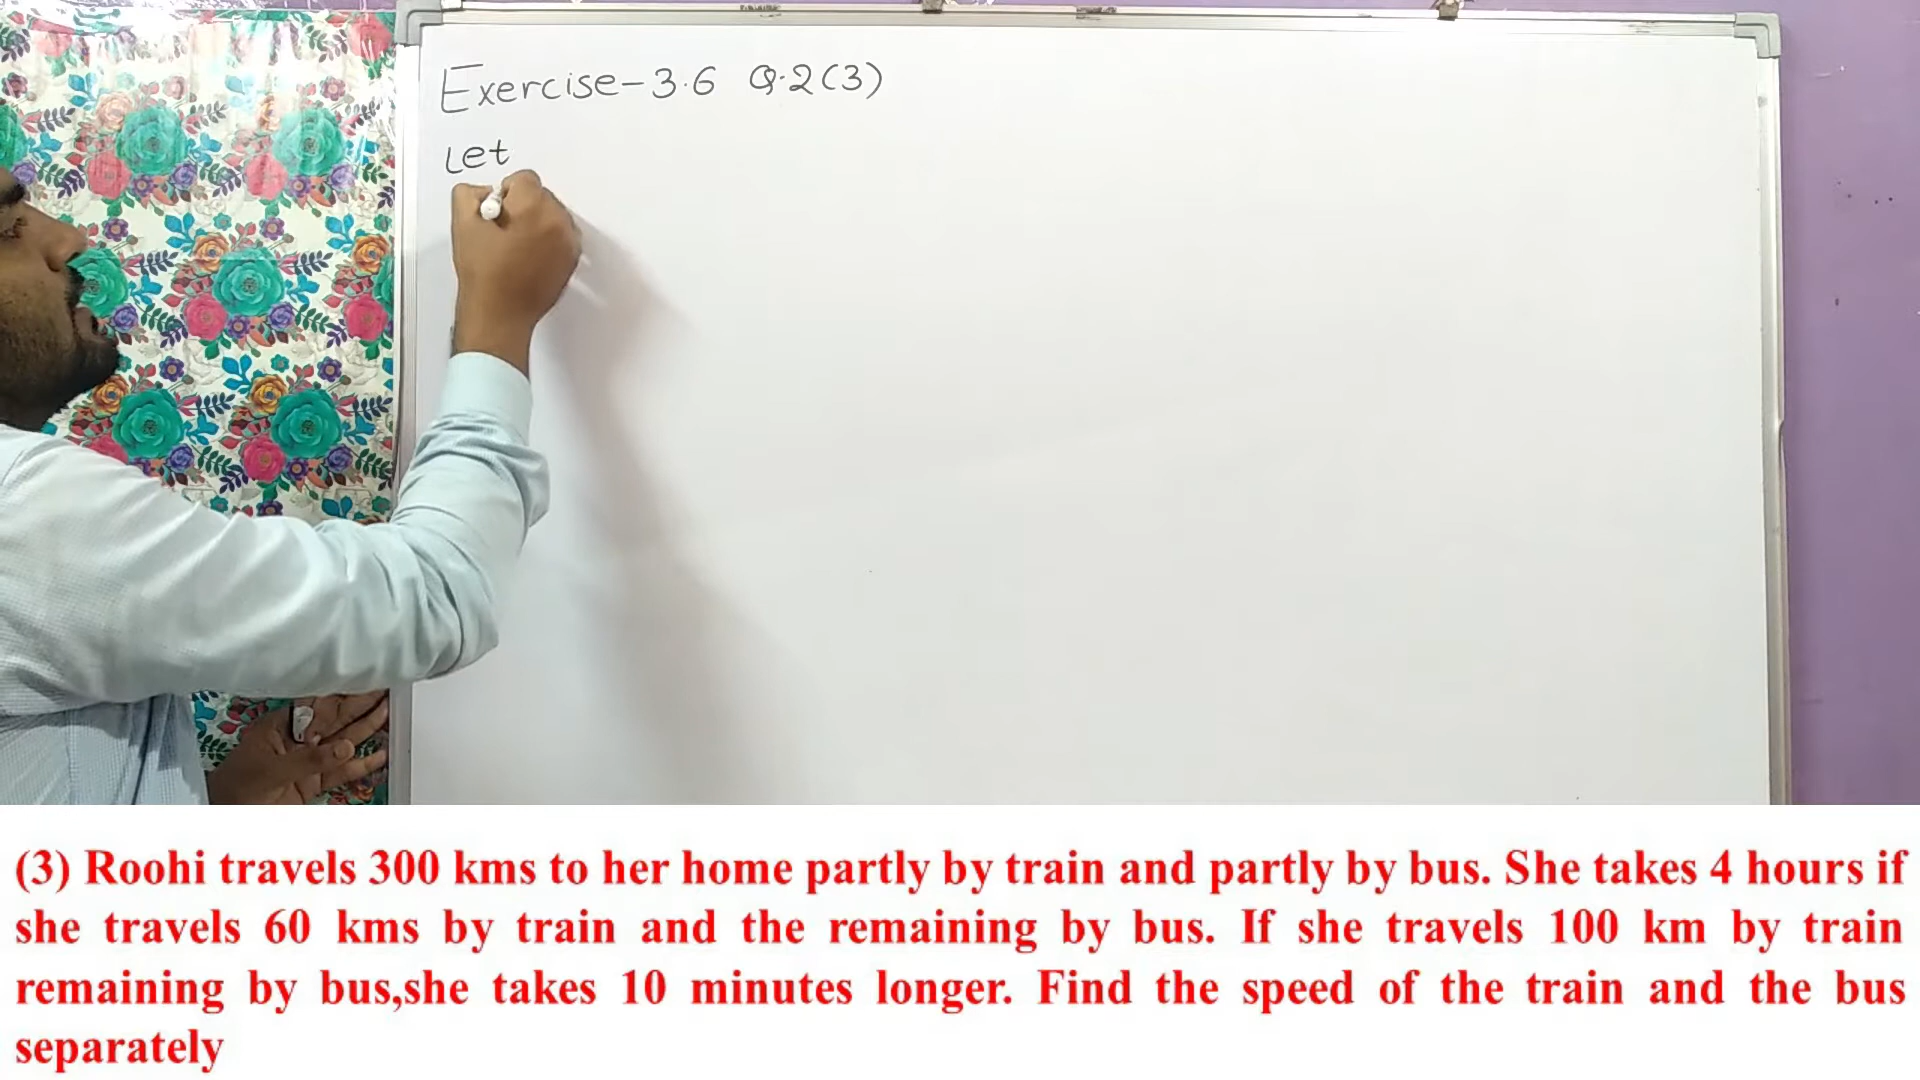 Exercise-3.6 Q.2(3)
Let
(3) Roohi travels 300 kms to her home partly by train and partly by bus. She takes 4 hours if
she travels 60 kms by train and the remaining by bus. If she travels 100 km by train
remaining by bus,she takes 10 minutes longer. Find the speed of the train and the bus
separately